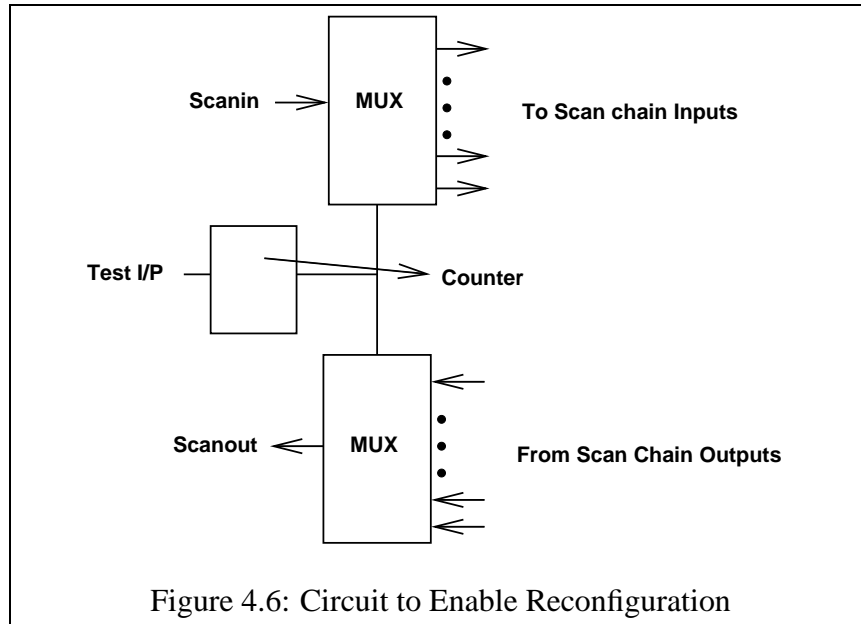 Scanin
MUX
To Scan chain Inputs
Test I/P
Counter
Scanout
MUX
From Scan Chain Outputs
Figure 4.6: Circuit to Enable Reconfiguration